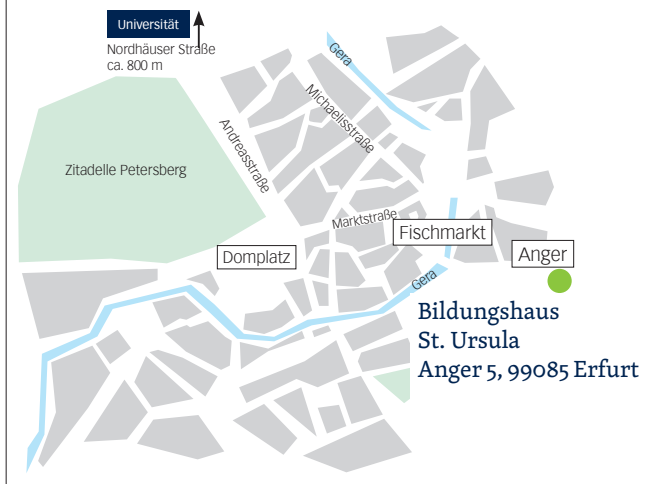 Universität
Nordhäuser Straße
ca. 800 m
Gera
Michaelisstraße
Andreasstraße
Zitadelle Petersberg
Marktstraße
Fischmarkt
Domplatz
Anger
Gera
Bildungshaus
St. Ursula
Anger 5, 99085 Erfurt